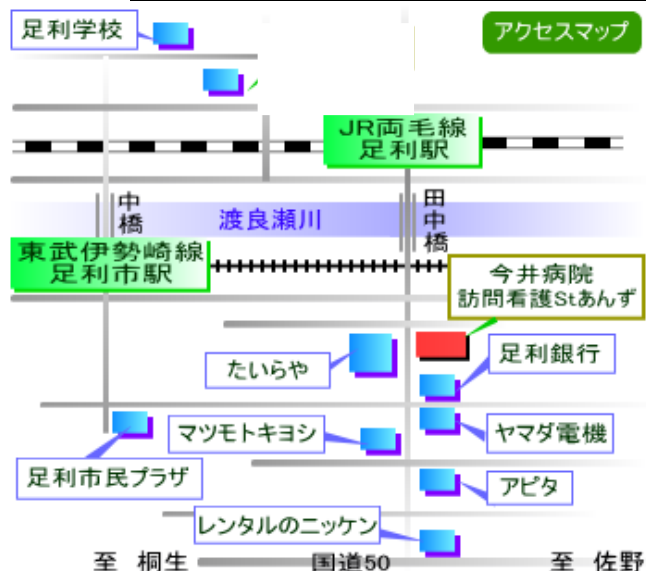 足利学校
アクセスマップ
JR両毛線
足利駅
中橋
渡良瀬川
田中橋
東武伊勢崎線
足利市駅
今井病院
訪問看護Stあんず
たいらや
足利銀行
マツモトキヨシ
ヤマダ電機
足利市民プラザ
アピタ
レンタルのニッケン
至 桐生
国道50
至 佐野